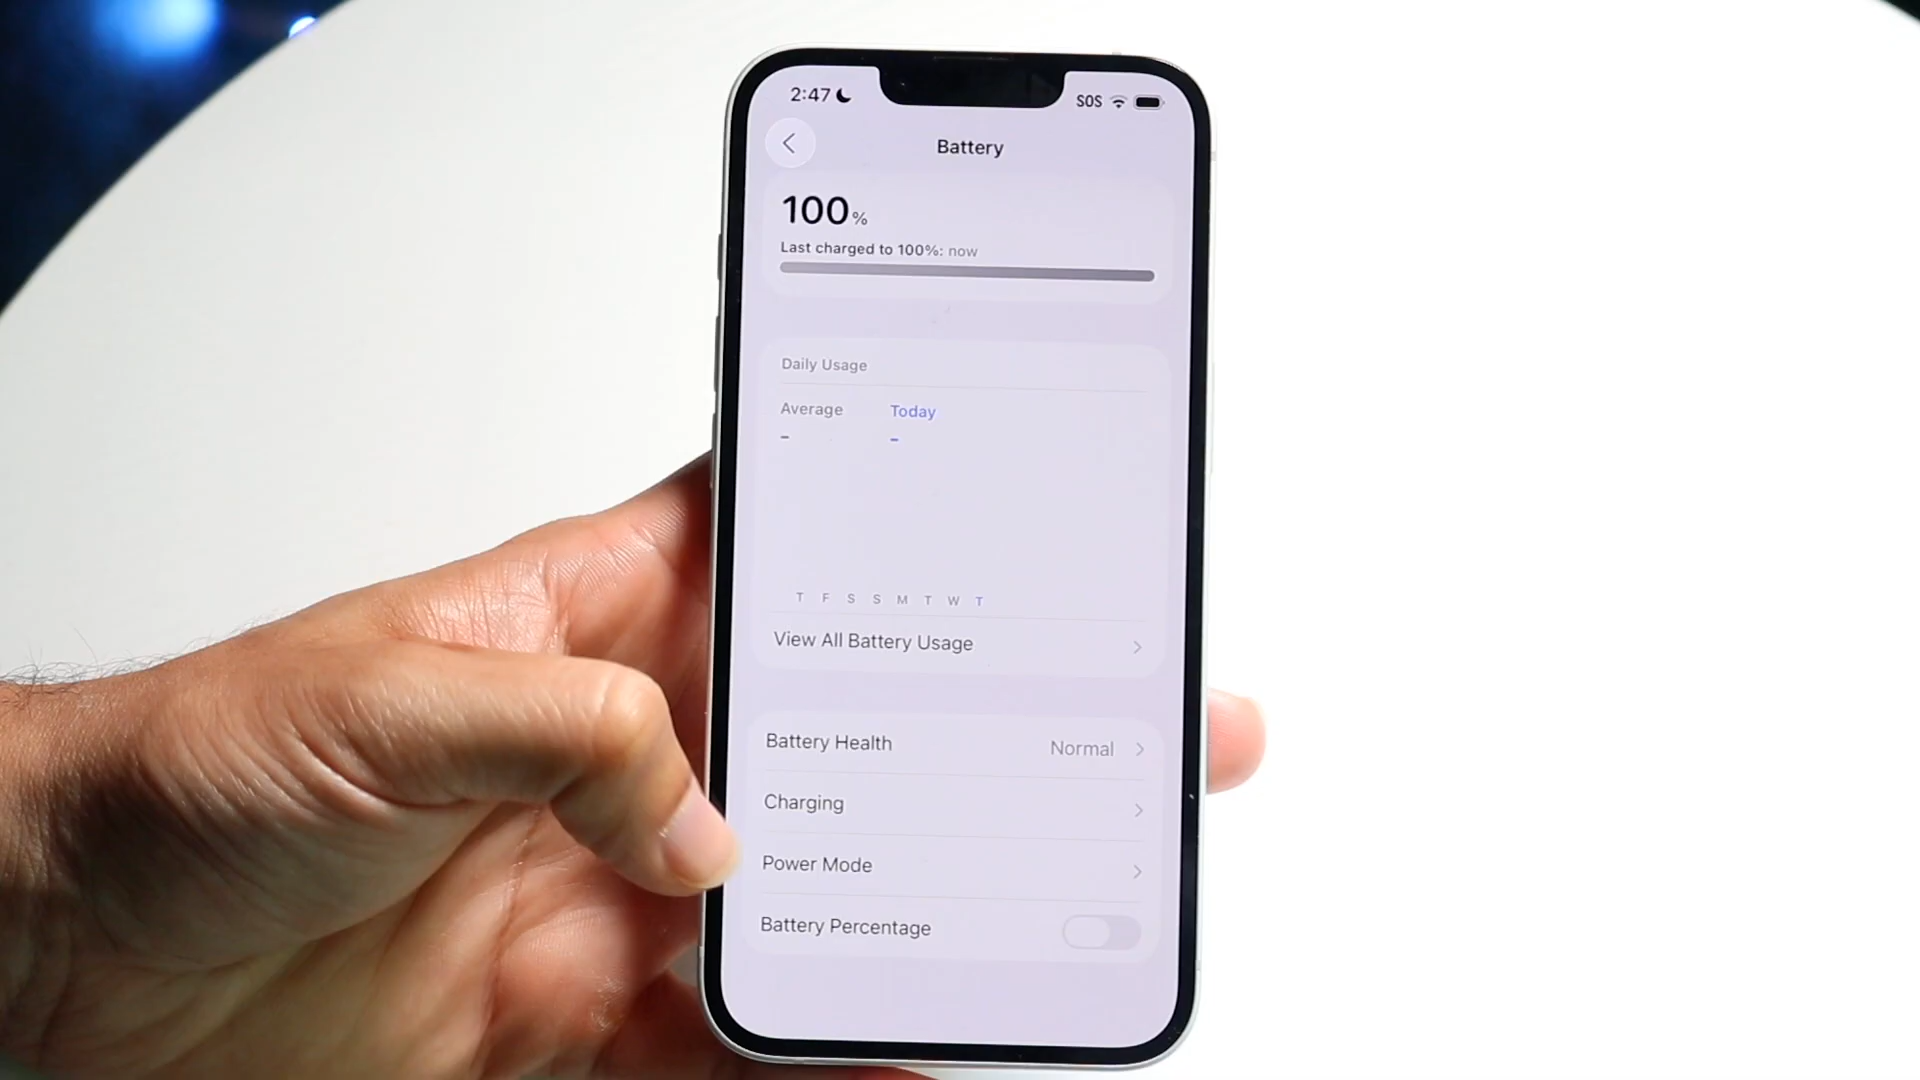 2:47
SOS
Battery
100%
Last charged to 100%: now
Daily Usage
Average Today
- -
T F S S M T W T
View All Battery Usage
Battery Health Normal
Charging
Power Mode
Battery Percentage